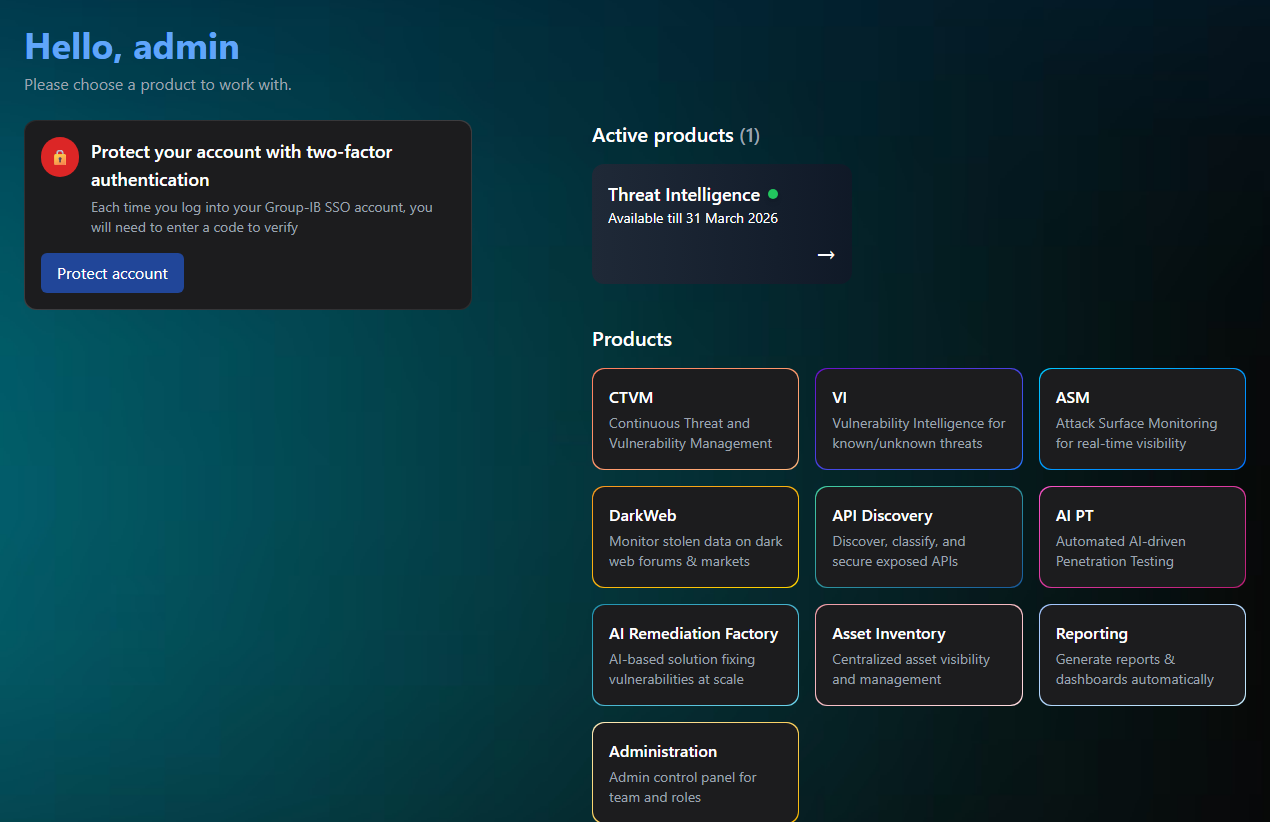 Hello, admin
Please choose a product to work with.
Protect your account with two-factor
authentication
Each time you log into your Group-IB SSO account, you
will need to enter a code to verify
Protect account
Active products (1)
Threat Intelligence
Available till 31 March 2026
→
Products
CTVM
Continuous Threat and
Vulnerability Management
VI
Vulnerability Intelligence for
known/unknown threats
ASM
Attack Surface Monitoring
for real-time visibility
DarkWeb
Monitor stolen data on dark
web forums & markets
API Discovery
Discover, classify, and
secure exposed APIs
AI PT
Automated AI-driven
Penetration Testing
AI Remediation Factory
AI-based solution fixing
vulnerabilities at scale
Asset Inventory
Centralized asset visibility
and management
Reporting
Generate reports &
dashboards automatically
Administration
Admin control panel for
team and roles